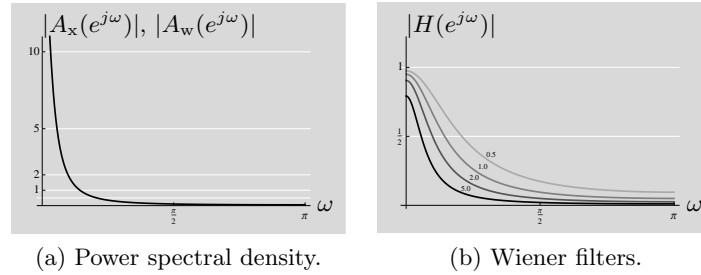 |A_x(e^{jω})|, |A_w(e^{jω})|
10
5
2
1
π/2
π
ω
(a) Power spectral density.
|H(e^{jω})|
1
1/2
0.5
1.0
2.0
5.0
π/2
π
ω
(b) Wiener filters.